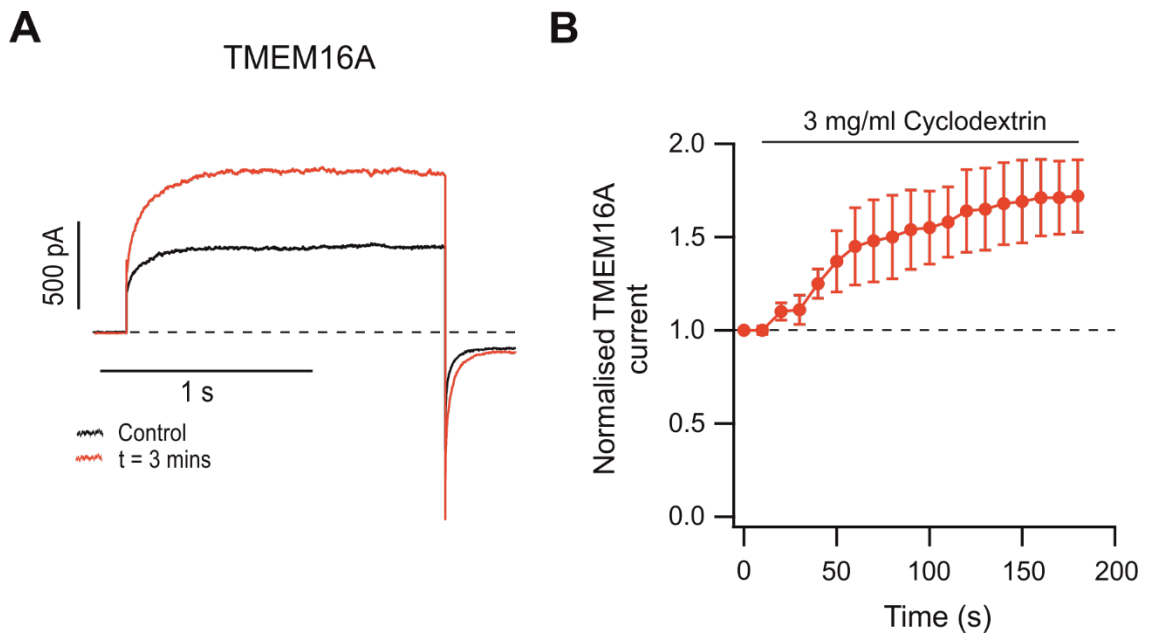 A
TMEM16A
500 pA
1 s
Control
t = 3 mins
B
3 mg/ml Cyclodextrin
Normalised TMEM16A
current
2.0
1.5
1.0
0.5
0.0
0 50 100 150 200
Time (s)